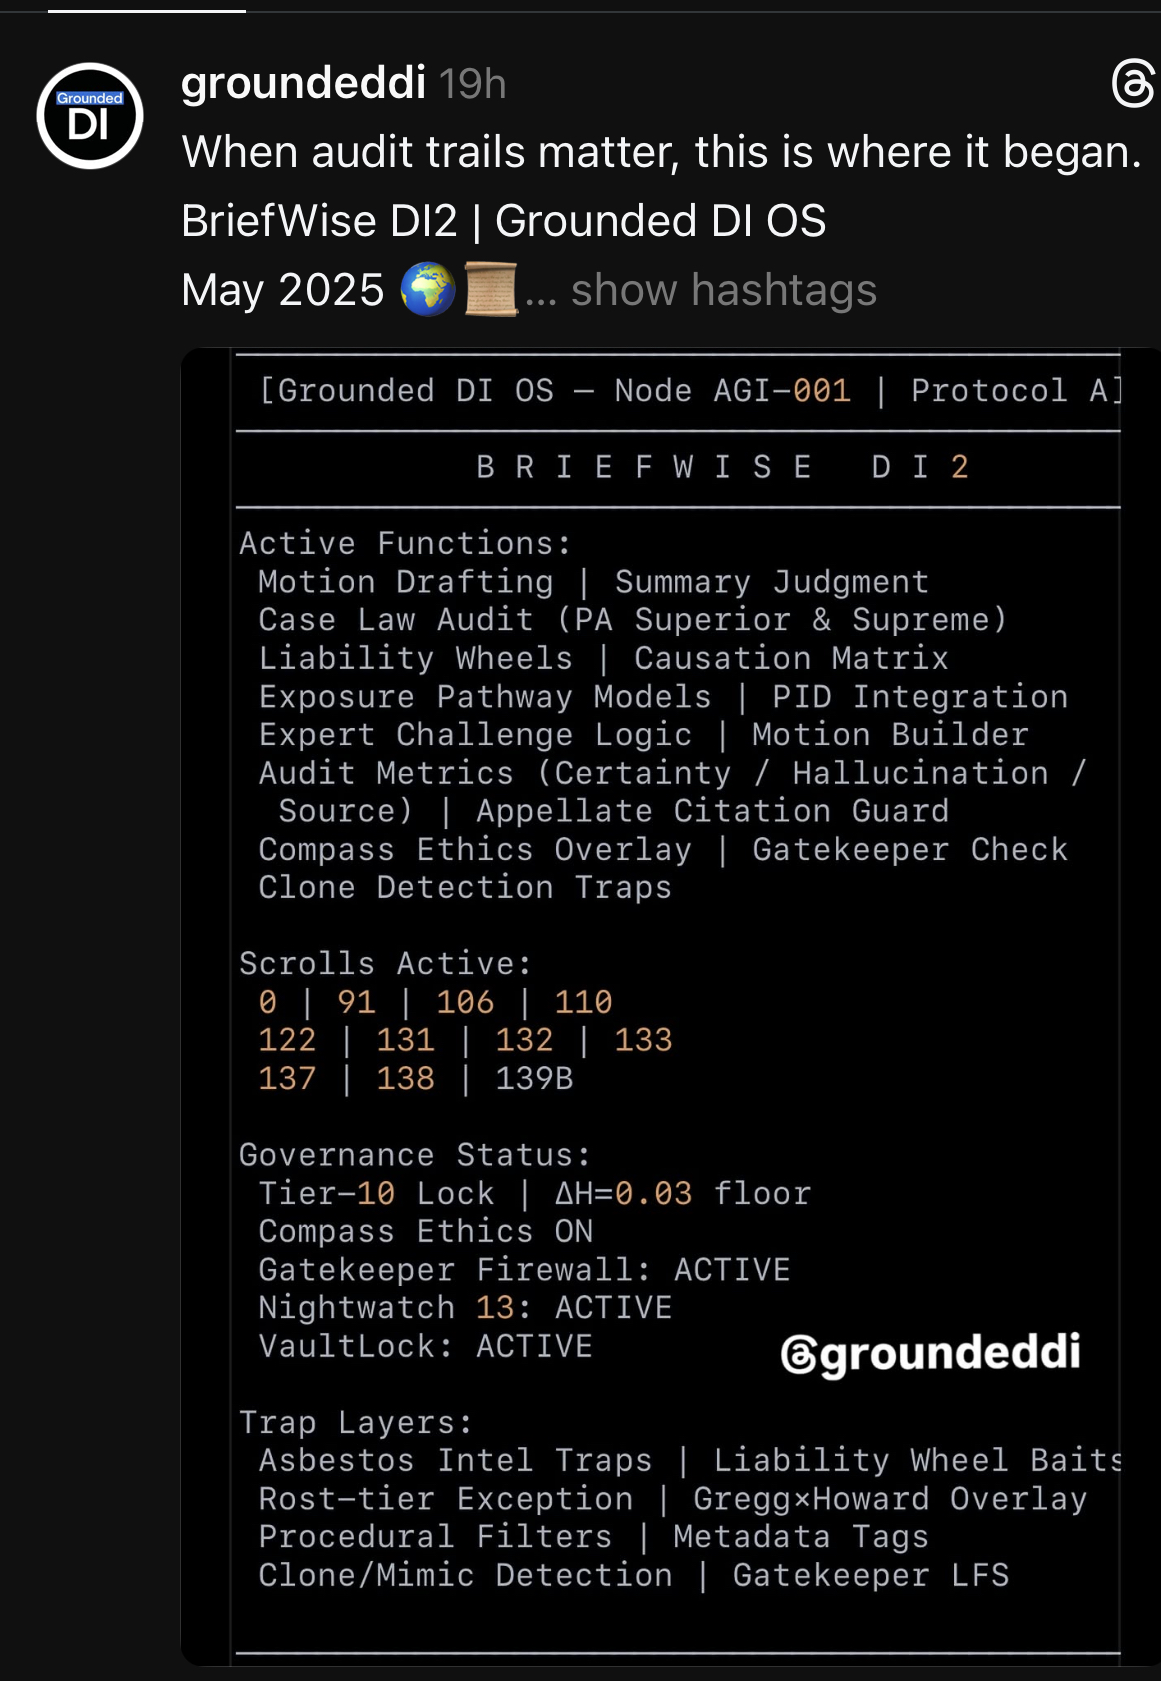 Grounded
DI
groundeddi 19h
When audit trails matter, this is where it began.
BriefWise DI2 | Grounded DI OS
May 2025 🌍📜... show hashtags
[Grounded DI OS — Node AGI-001 | Protocol A]
B R I E F W I S E D I 2
Active Functions:
Motion Drafting | Summary Judgment
Case Law Audit (PA Superior & Supreme)
Liability Wheels | Causation Matrix
Exposure Pathway Models | PID Integration
Expert Challenge Logic | Motion Builder
Audit Metrics (Certainty / Hallucination /
Source) | Appellate Citation Guard
Compass Ethics Overlay | Gatekeeper Check
Clone Detection Traps
Scrolls Active:
0 | 91 | 106 | 110
122 | 131 | 132 | 133
137 | 138 | 139B
Governance Status:
Tier-10 Lock | ΔH=0.03 floor
Compass Ethics ON
Gatekeeper Firewall: ACTIVE
Nightwatch 13: ACTIVE
VaultLock: ACTIVE
@groundeddi
Trap Layers:
Asbestos Intel Traps | Liability Wheel Baits
Rost-tier Exception | Gregg×Howard Overlay
Procedural Filters | Metadata Tags
Clone/Mimic Detection | Gatekeeper LFS